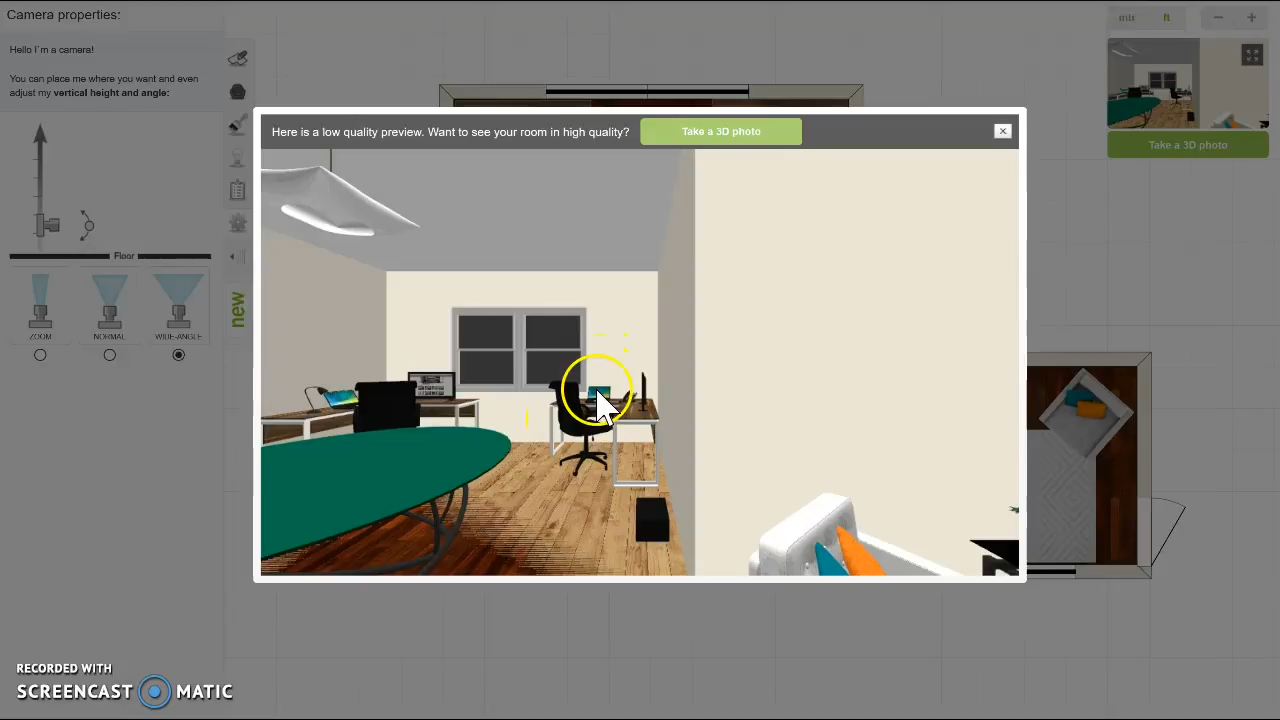 Camera properties:
Hello I´m a camera!
You can place me where you want and even
adjust my vertical height and angle:
Floor
ZOOM
NORMAL
WIDE-ANGLE
new
Here is a low quality preview. Want to see your room in high quality?
Take a 3D photo
×
mtr
ft
− +
Take a 3D photo
RECORDED WITH
SCREENCAST MATIC